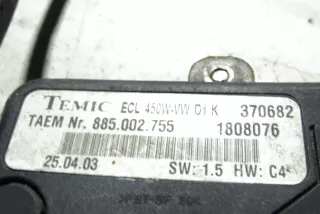 TEMIC ECL 450W-VW Di K 370682
TAEM Nr. 885.002.755 1808076
25.04.03 SW: 1.5 HW: C4